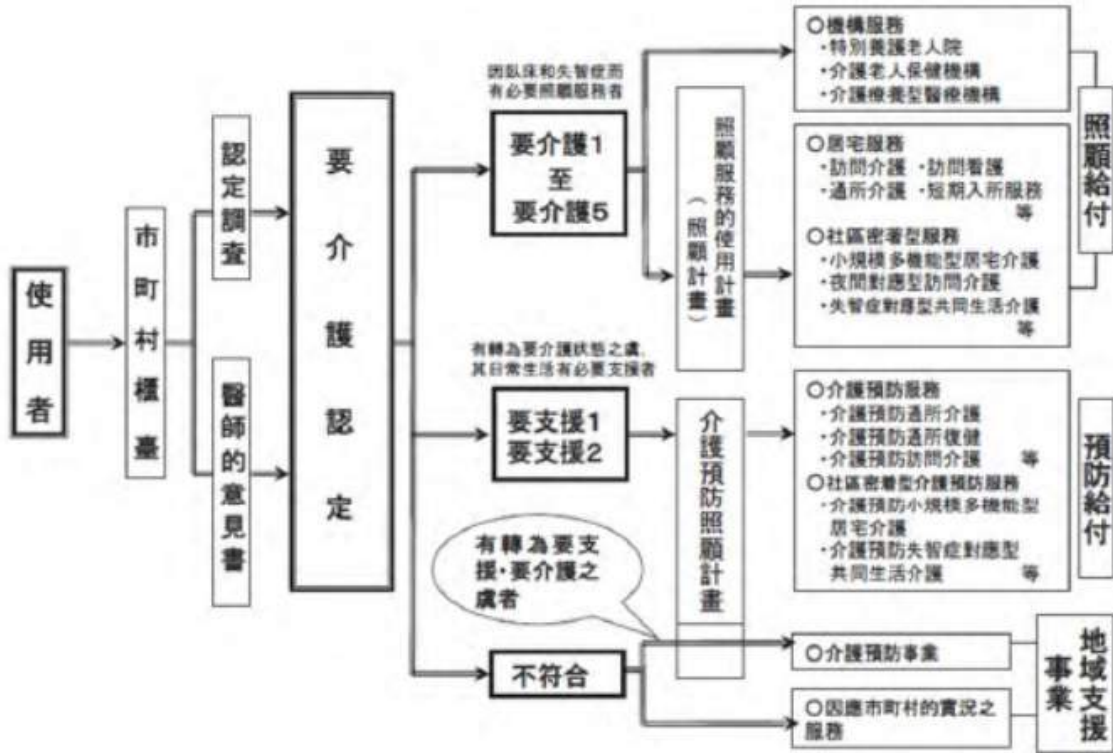 使用者
市町村櫃臺
認定調查
醫師的意見書
要介護認定
因臥床和失智症而
有必要照顧服務者
要介護1
至
要介護5
有轉為要介護狀態之虞,
其日常生活有必要支援者
要支援1
要支援2
有轉為要支
援・要介護之
虞者
不符合
照顧服務的使用計畫
(照顧計畫)
介護預防照顧計畫
○機構服務
・特別養護老人院
・介護老人保健機構
・介護療養型醫療機構
○居宅服務
・訪問介護 ・訪問看護
・通所介護 ・短期入所服務
等
○社區密著型服務
・小規模多機能型居宅介護
・夜間對應型訪問介護
・失智症對應型共同生活介護
等
照顧給付
○介護預防服務
・介護預防通所介護
・介護預防通所復健
・介護預防訪問介護 等
○社區密着型介護預防服務
・介護預防小規模多機能型
居宅介護
・介護預防失智症對應型
共同生活介護 等
預防給付
○介護預防事業
○因應市町村的實況之
服務
地域支援
事業